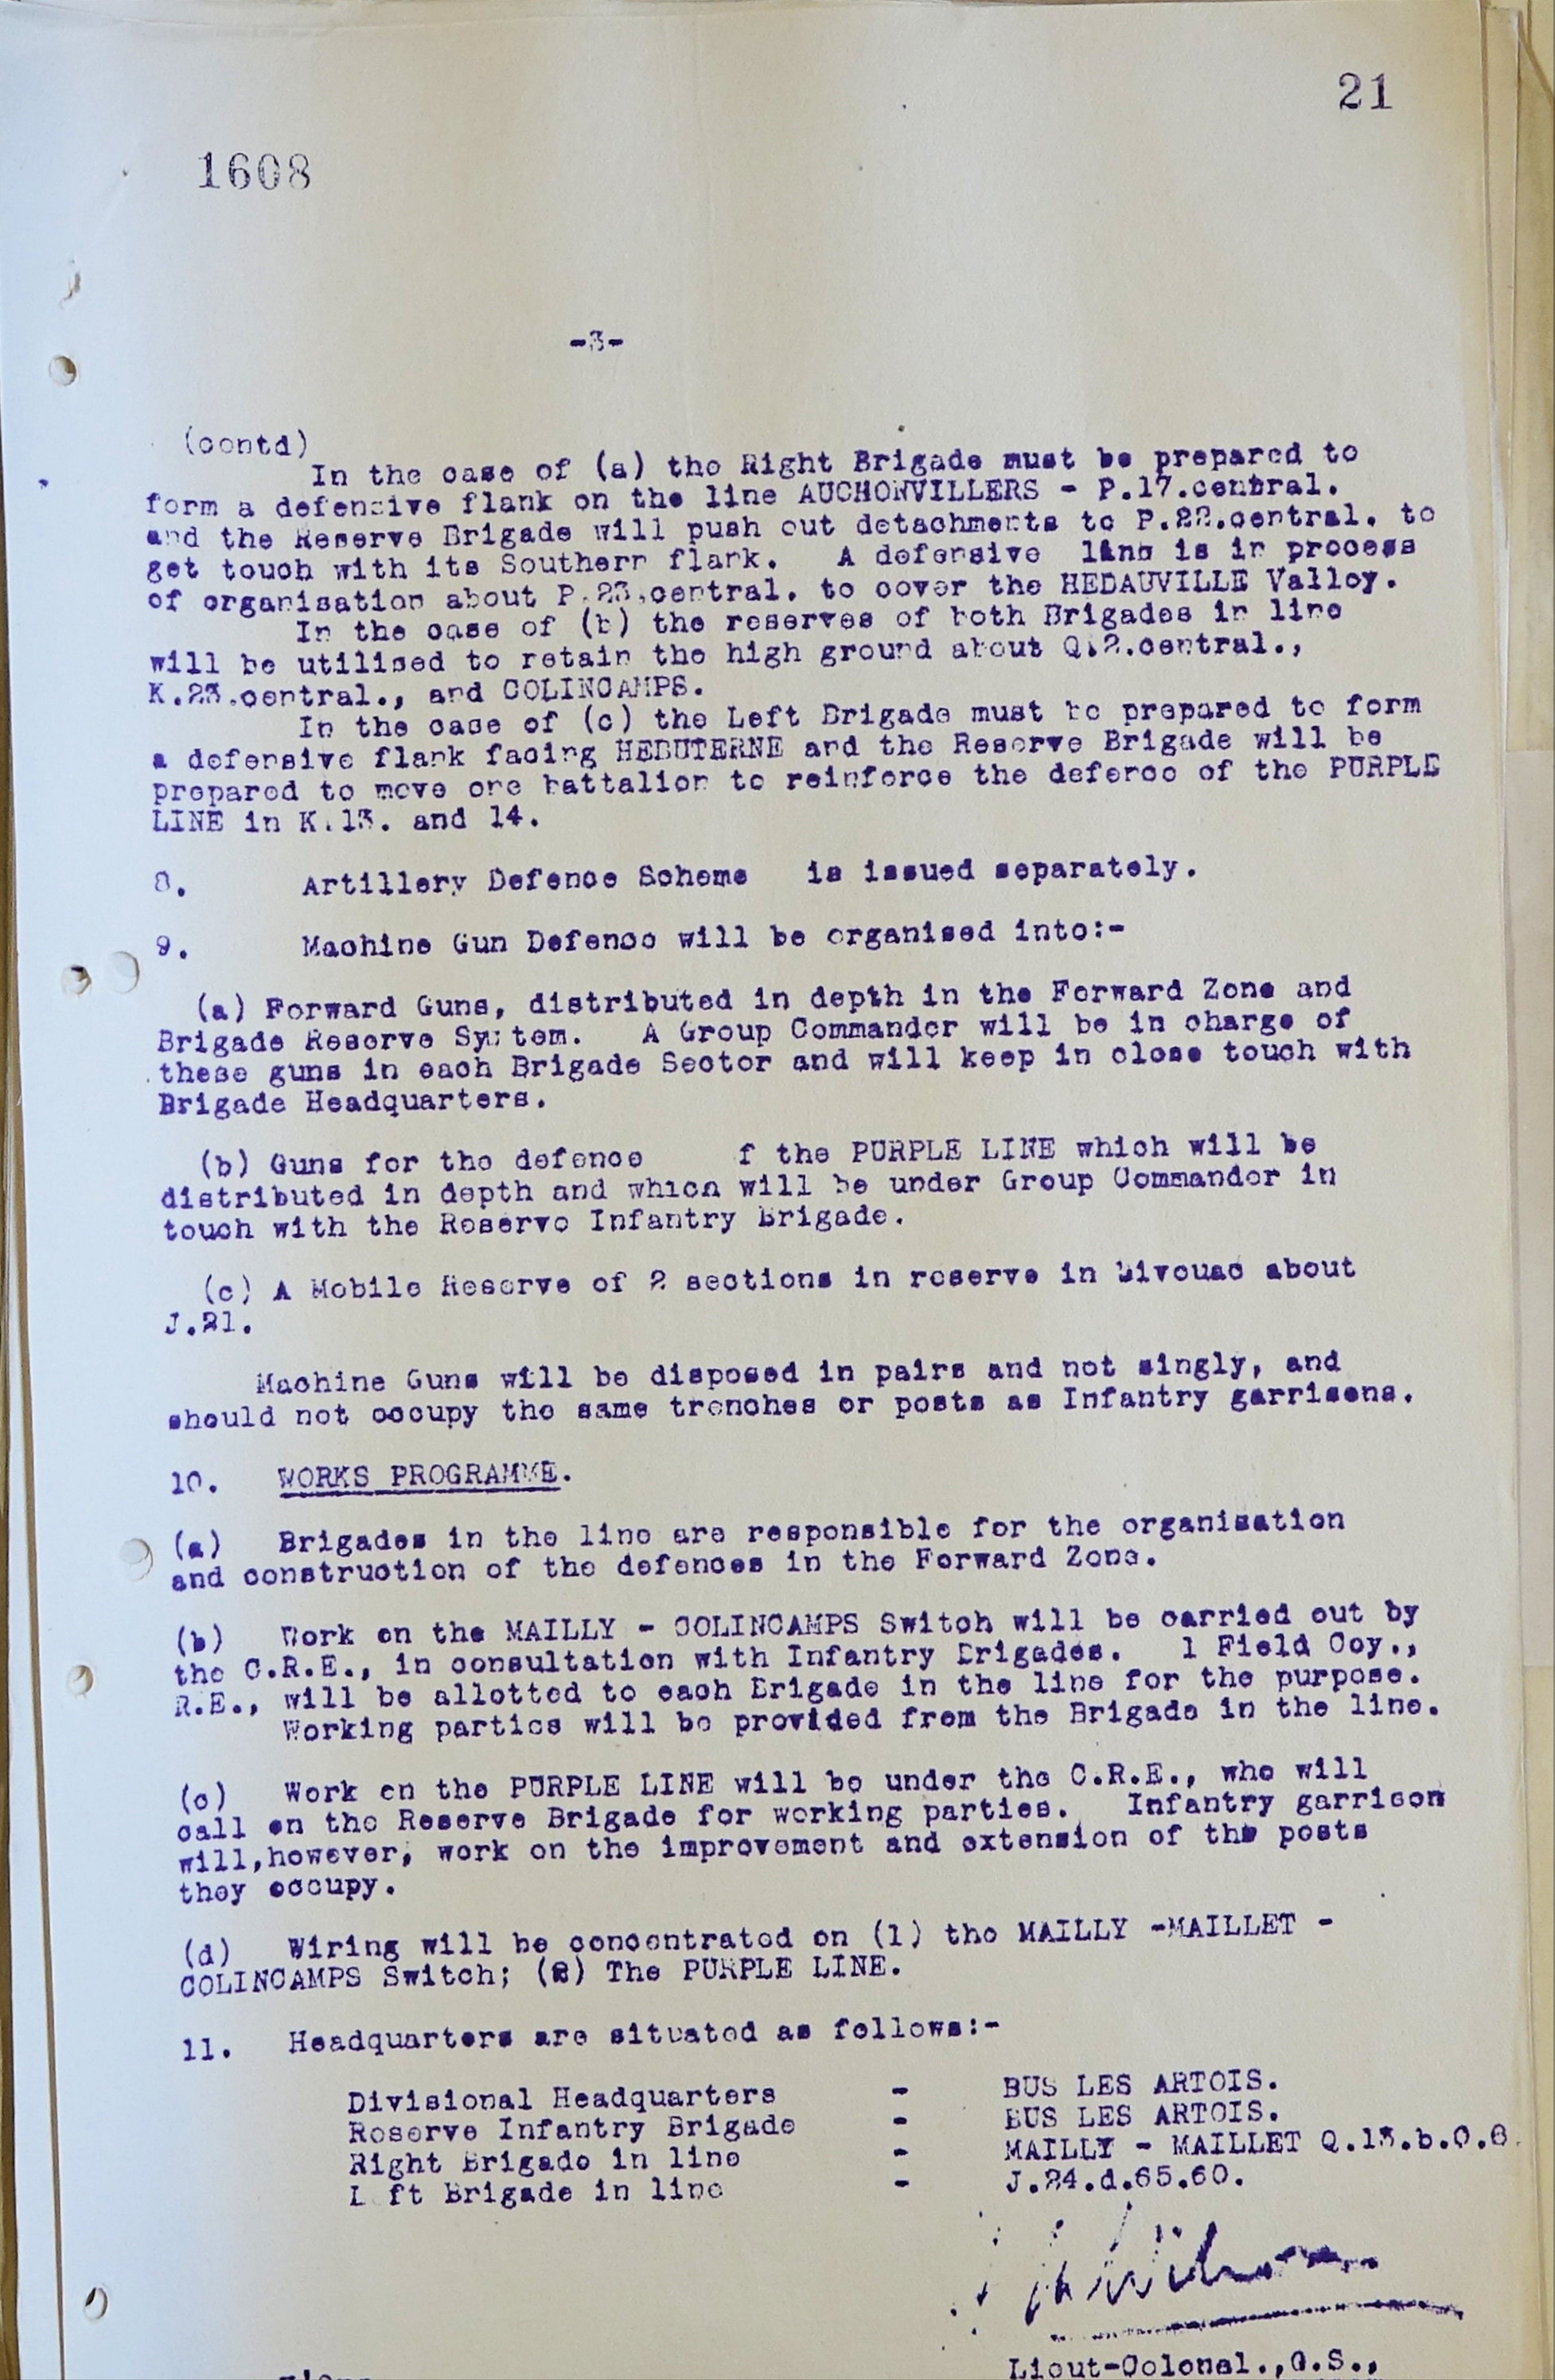 21
1608
-3-
(contd)
In the case of (a) the Right Brigade must be prepared to
form a defensive flank on the line AUCHONVILLERS - P.17.central.
and the Reserve Brigade will push out detachments to P.22.central. to
get touch with its Southern flank. A defensive line is in process
of organisation about P.23.central. to cover the HEDAUVILLE Valley.
In the case of (b) the reserves of both Brigades in line
will be utilised to retain the high ground about Q.2.central.,
K.23.central., and COLINCAMPS.
In the case of (c) the Left Brigade must be prepared to form
a defensive flank facing HEBUTERNE and the Reserve Brigade will be
prepared to move one battalion to reinforce the defence of the PURPLE
LINE in K.13. and 14.
8. Artillery Defence Scheme is issued separately.
9. Machine Gun Defence will be organised into:-
(a) Forward Guns, distributed in depth in the Forward Zone and
Brigade Reserve System. A Group Commander will be in charge of
these guns in each Brigade Sector and will keep in close touch with
Brigade Headquarters.
(b) Guns for the defence f the PURPLE LINE which will be
distributed in depth and which will be under Group Commander in
touch with the Reserve Infantry Brigade.
(c) A Mobile Reserve of 2 sections in reserve in bivouac about
J.21.
Machine Guns will be disposed in pairs and not singly, and
should not occupy the same trenches or posts as Infantry garrisons.
10. WORKS PROGRAMME.
(a) Brigades in the line are responsible for the organisation
and construction of the defences in the Forward Zone.
(b) Work on the MAILLY - COLINCAMPS Switch will be carried out by
the C.R.E., in consultation with Infantry Brigades. 1 Field Coy.,
R.E., will be allotted to each Brigade in the line for the purpose.
Working parties will be provided from the Brigade in the line.
(c) Work on the PURPLE LINE will be under the C.R.E., who will
call on the Reserve Brigade for working parties. Infantry garrison
will,however, work on the improvement and extension of the posts
they occupy.
(d) Wiring will be concentrated on (1) the MAILLY -MAILLET -
COLINCAMPS Switch; (2) The PURPLE LINE.
11. Headquarters are situated as follows:-
Divisional Headquarters - BUS LES ARTOIS.
Reserve Infantry Brigade - BUS LES ARTOIS.
Right Brigade in line - MAILLY - MAILLET Q.13.b.0.6.
L ft Brigade in line - J.24.d.65.60.
Lieut-Colonel.,G.S.,